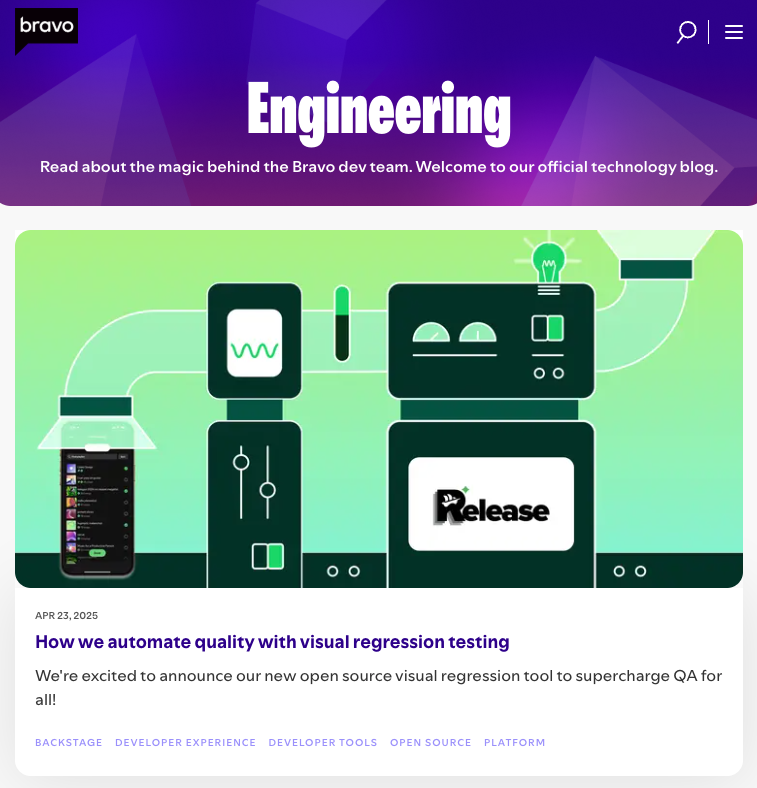 bravo
Engineering
Read about the magic behind the Bravo dev team. Welcome to our official technology blog.
Release
APR 23, 2025
How we automate quality with visual regression testing
We're excited to announce our new open source visual regression tool to supercharge QA for
all!
BACKSTAGE DEVELOPER EXPERIENCE DEVELOPER TOOLS OPEN SOURCE PLATFORM